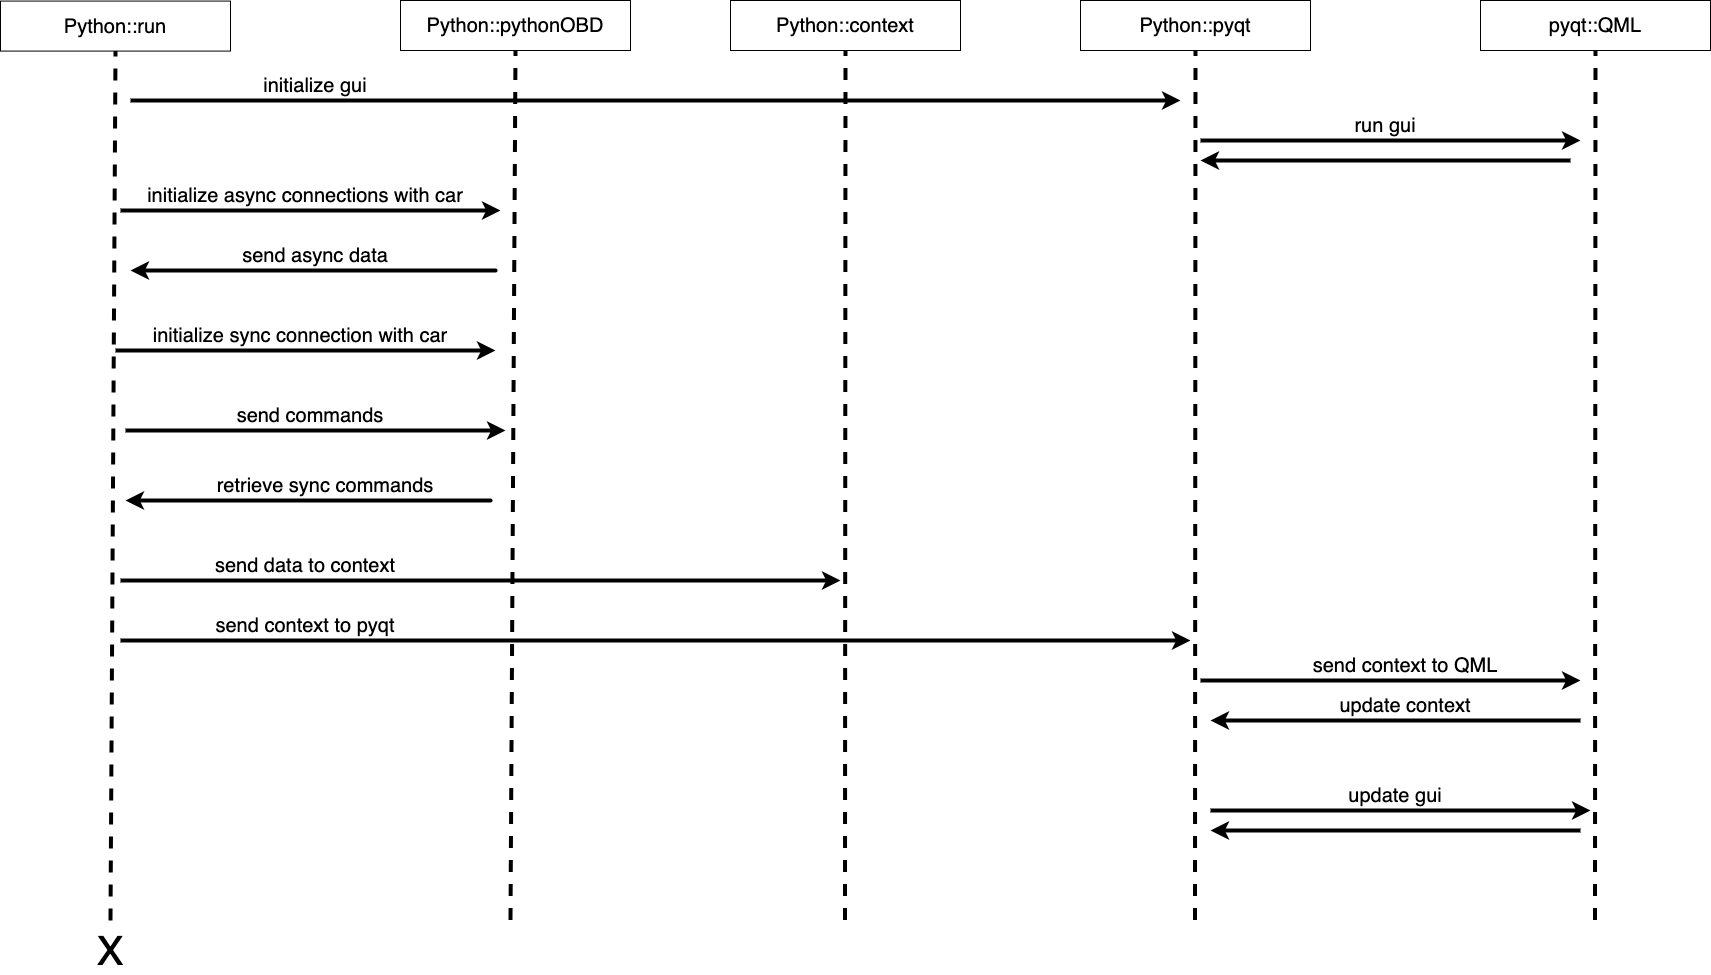 Python::run
Python::pythonOBD
Python::context
Python::pyqt
pyqt::QML
initialize gui
run gui
initialize async connections with car
send async data
initialize sync connection with car
send commands
retrieve sync commands
send data to context
send context to pyqt
send context to QML
update context
update gui
X